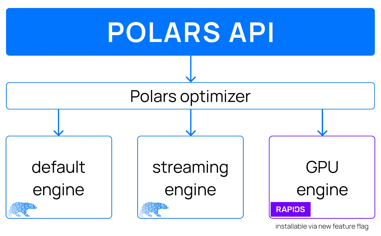 POLARS API
Polars optimizer
default
engine
streaming
engine
GPU
engine
RAPIDS
installable via new feature flag